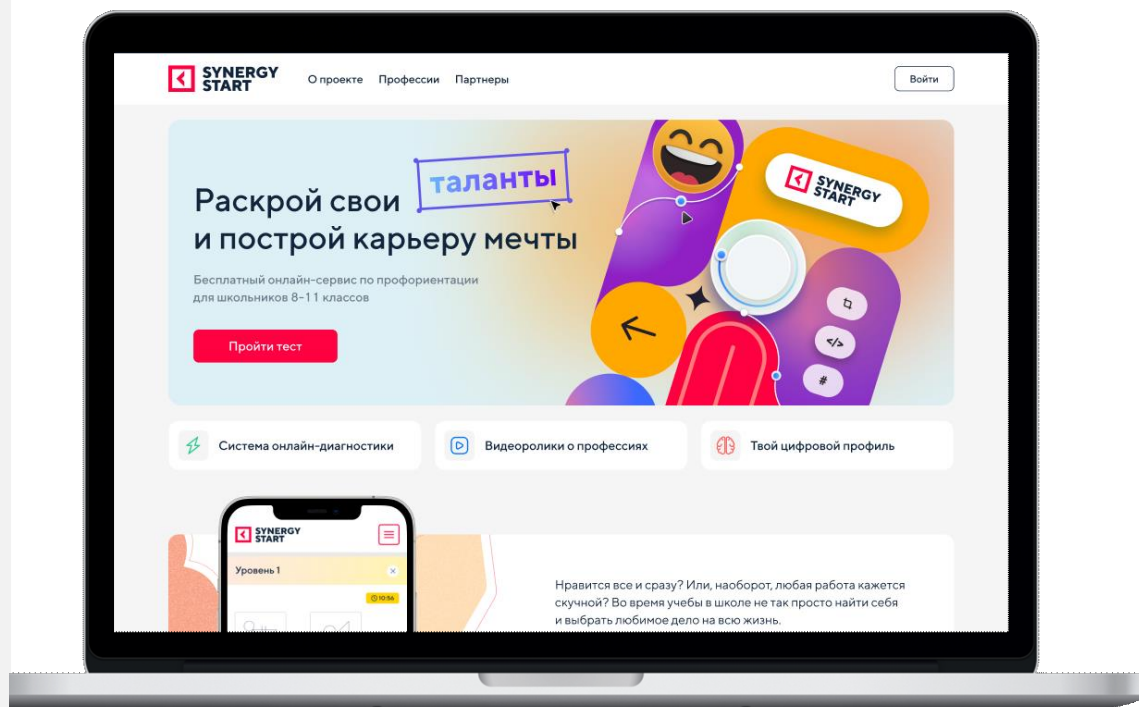 SYNERGY
START
О проекте Профессии Партнеры
Войти
Раскрой свои таланты
и построй карьеру мечты
Бесплатный онлайн-сервис по профориентации
для школьников 8-11 классов
Пройти тест
SYNERGY
START
</>
#
Система онлайн-диагностики
Видеоролики о профессиях
Твой цифровой профиль
SYNERGY
START
Уровень 1
10:56
Нравится все и сразу? Или, наоборот, любая работа кажется
скучной? Во время учебы в школе не так просто найти себя
и выбрать любимое дело на всю жизнь.